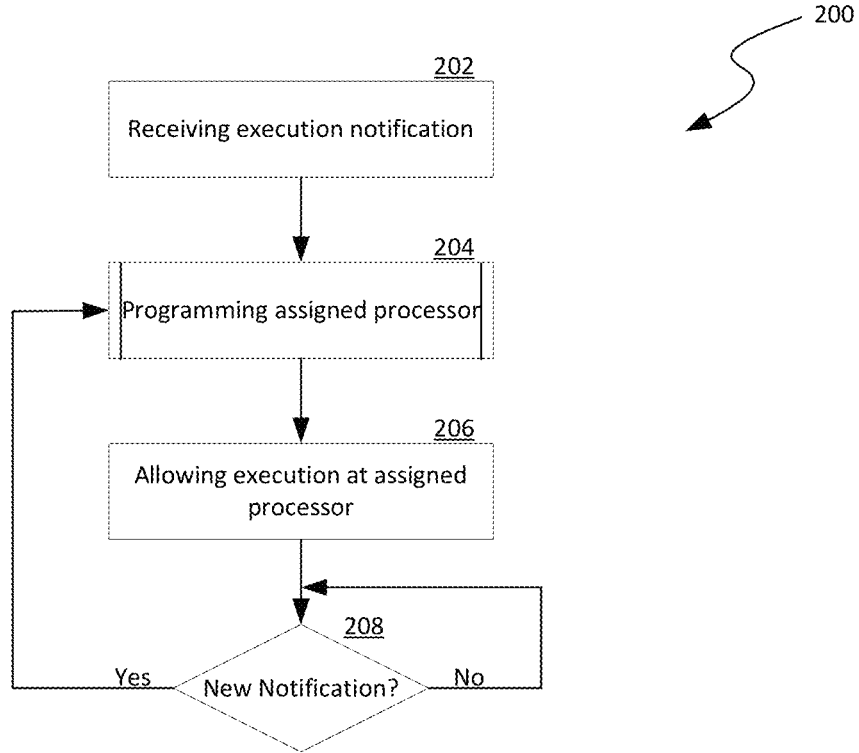 200
202
Receiving execution notification
204
Programming assigned processor
206
Allowing execution at assigned
processor
208
Yes
New Notification?
No